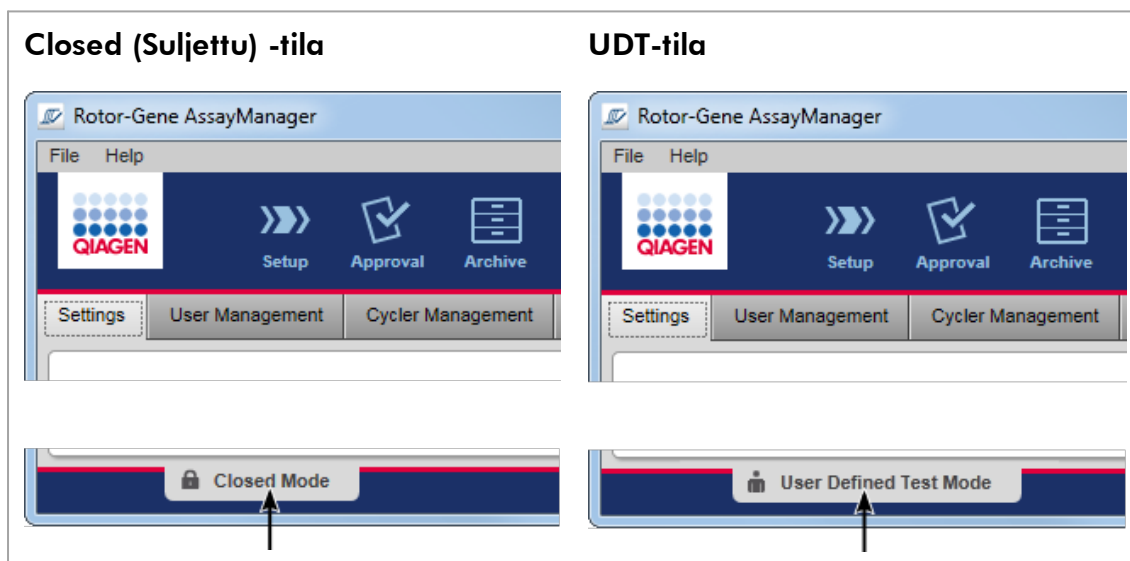 Closed (Suljettu) -tila
Rotor-Gene AssayManager
File Help
QIAGEN
Setup Approval Archive
Settings User Management Cycler Management
Closed Mode
UDT-tila
Rotor-Gene AssayManager
File Help
QIAGEN
Setup Approval Archive
Settings User Management Cycler Management
User Defined Test Mode